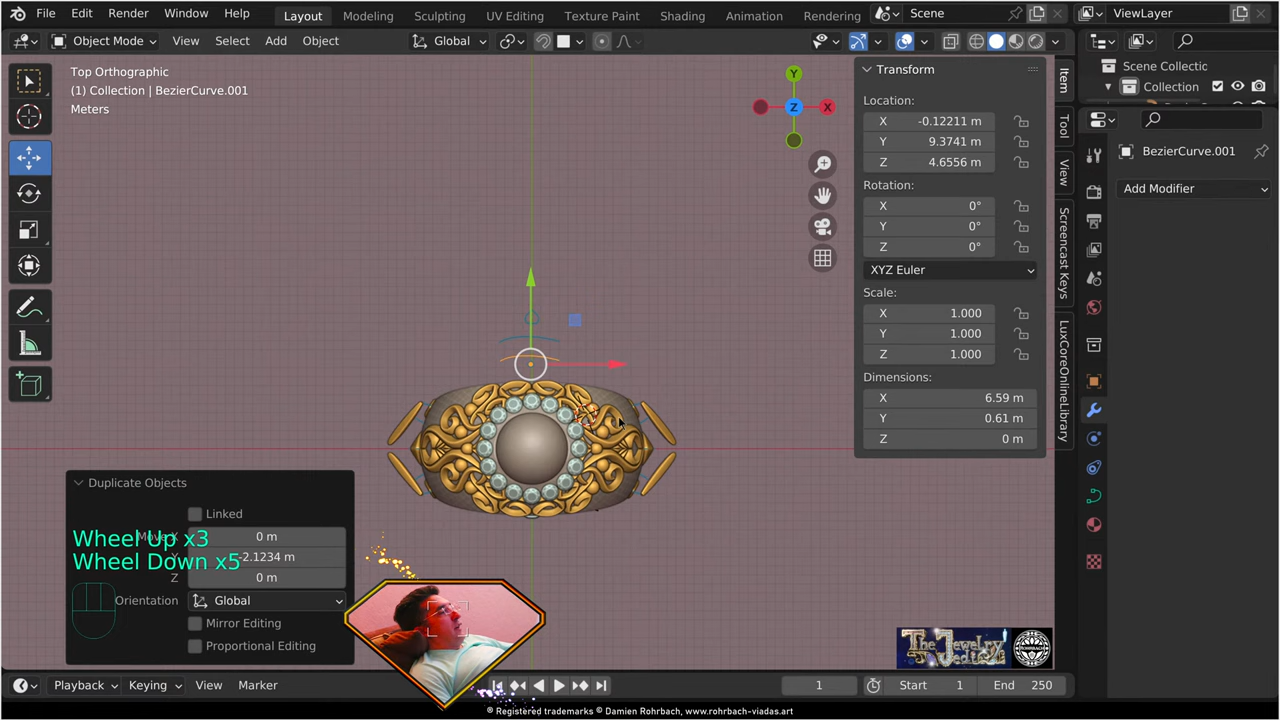 File Edit Render Window Help Layout Modeling Sculpting UV Editing Texture Paint Shading Animation Rendering Scene ViewLayer
Object Mode View Select Add Object Global
Top Orthographic
(1) Collection | BezierCurve.001
Meters
Y
Z
X
Transform
Location:
X -0.12211 m
Y 9.3741 m
Z 4.6556 m
Rotation:
X 0°
Y 0°
Z 0°
XYZ Euler
Scale:
X 1.000
Y 1.000
Z 1.000
Dimensions:
X 6.59 m
Y 0.61 m
Z 0 m
Item
Tool
View
Screencast Keys
LuxCoreOnlineLibrary
Scene Collectic
Collection
BezierCurve.001
Add Modifier
Duplicate Objects
Linked
0 m
Wheel Up x3
Y -2.1234 m
Wheel Down x5
Z 0 m
Orientation Global
Mirror Editing
Proportional Editing
The Jewelry
ROHRBACH
Playback Keying View Marker 1 Start 1 End 250
® Registered trademarks © Damien Rohrbach, www.rohrbach-viadas.art